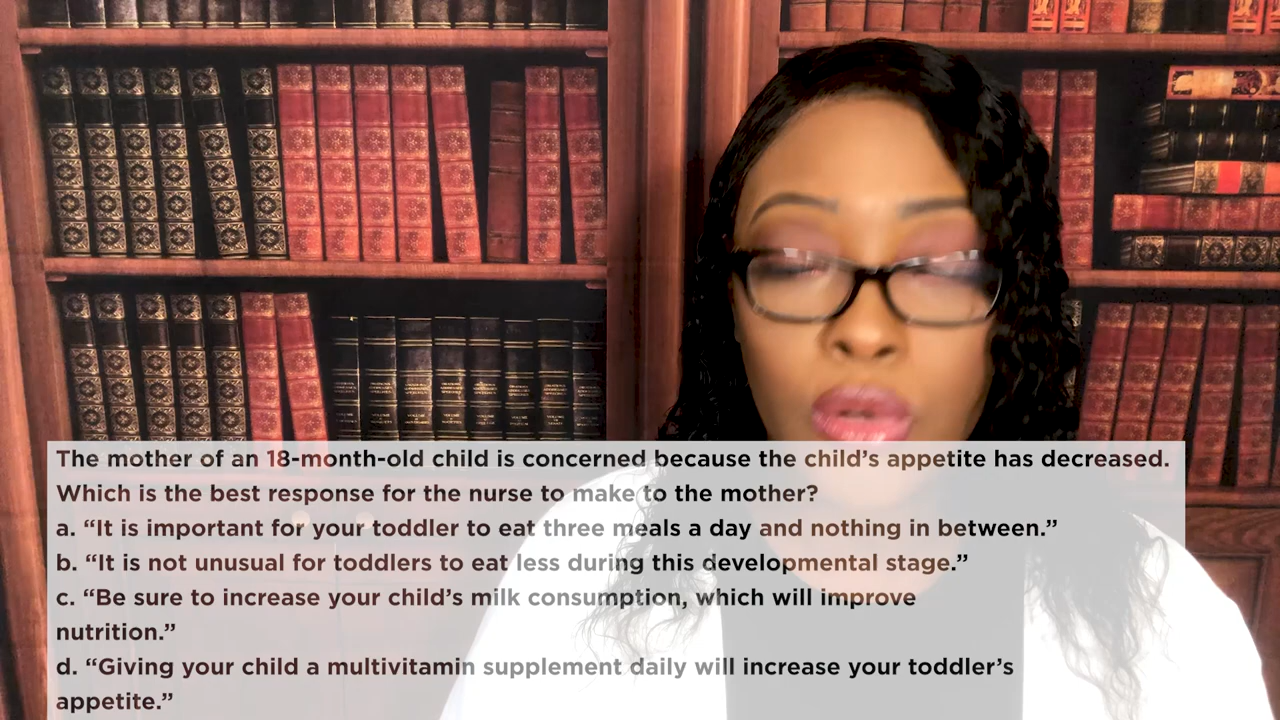 The mother of an 18-month-old child is concerned because the child’s appetite has decreased.
Which is the best response for the nurse to make to the mother?
a. “It is important for your toddler to eat three meals a day and nothing in between.”
b. “It is not unusual for toddlers to eat less during this developmental stage.”
c. “Be sure to increase your child’s milk consumption, which will improve
nutrition.”
d. “Giving your child a multivitamin supplement daily will increase your toddler’s
appetite.”